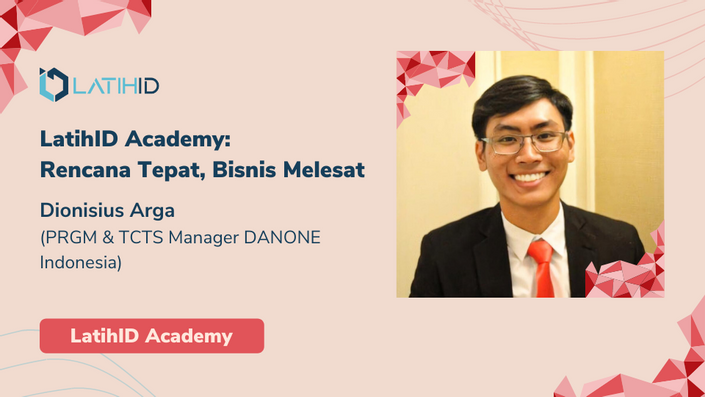 LATIHID
LatihID Academy:
Rencana Tepat, Bisnis Melesat
Dionisius Arga
(PRGM & TCTS Manager DANONE
Indonesia)
LatihID Academy